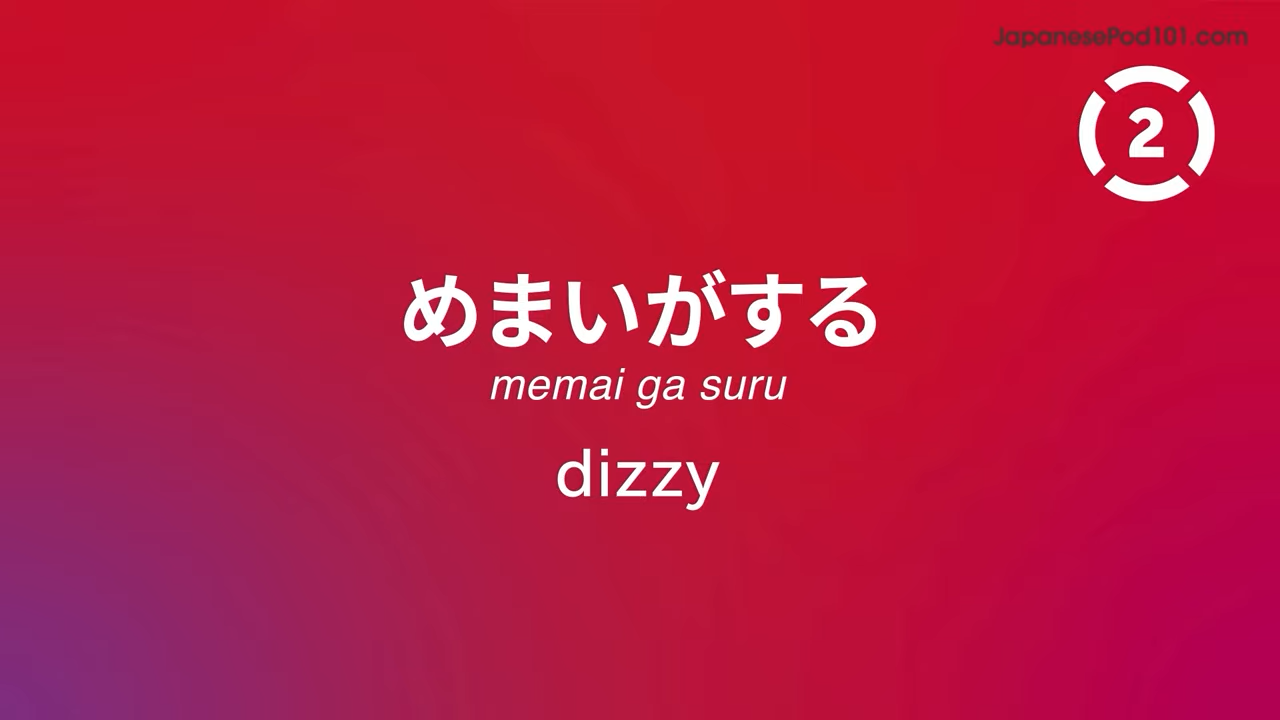 JapanesePod101.com
2
めまいがする
memai ga suru
dizzy